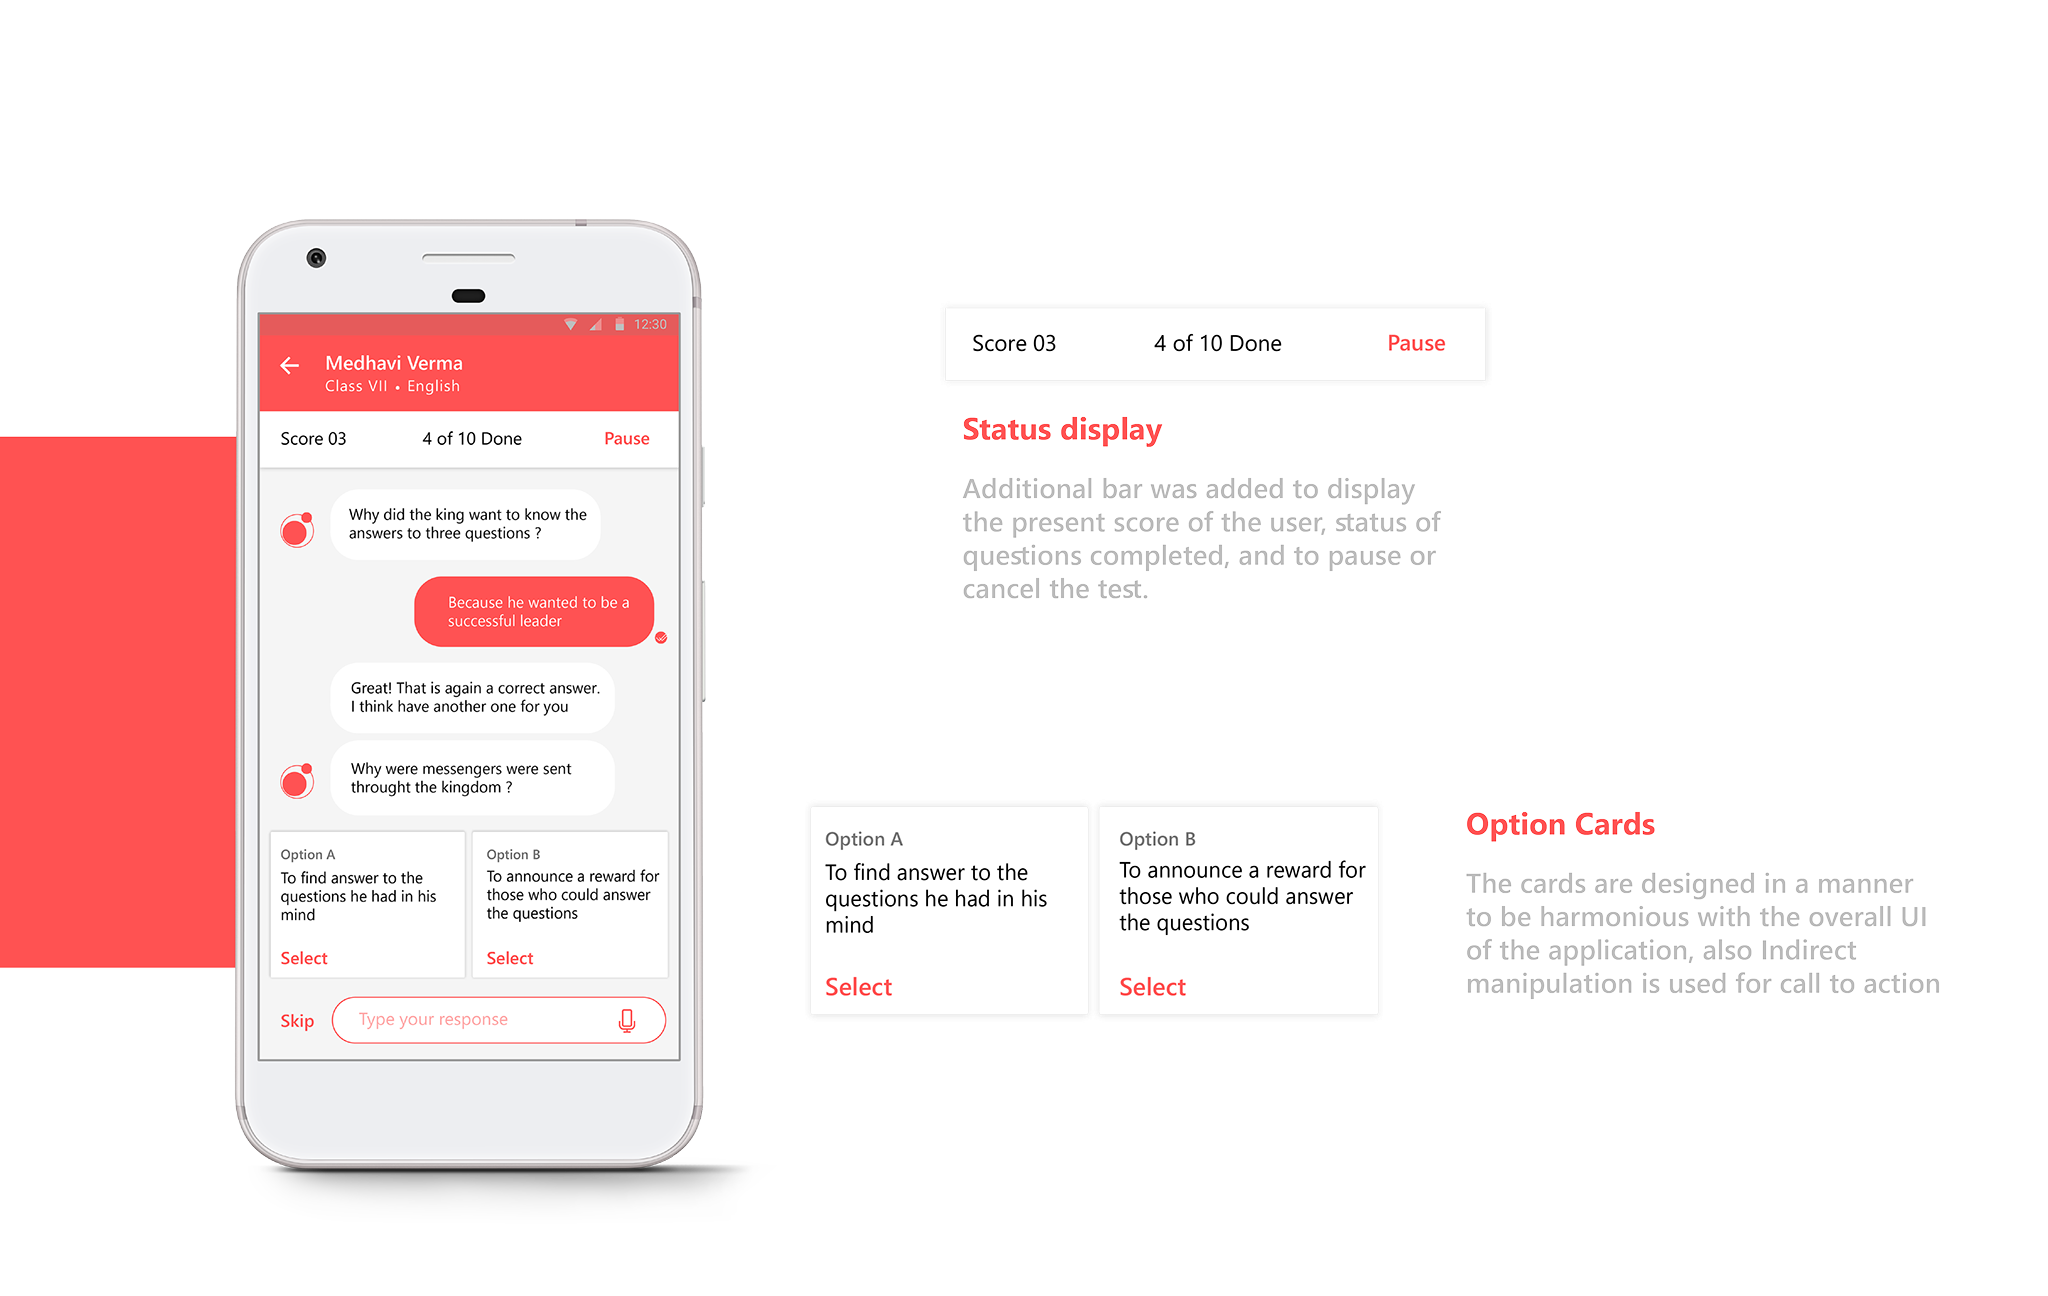 12:30
Medhavi Verma
Class VII • English
Score 03
4 of 10 Done
Pause
Why did the king want to know the
answers to three questions ?
Because he wanted to be a
successful leader
Great! That is again a correct answer.
I think have another one for you
Why were messengers were sent
throught the kingdom ?
Option A
To find answer to the
questions he had in his
mind
Select
Option B
To announce a reward for
those who could answer
the questions
Select
Skip
Type your response
Score 03
4 of 10 Done
Pause
Status display
Additional bar was added to display
the present score of the user, status of
questions completed, and to pause or
cancel the test.
Option A
To find answer to the
questions he had in his
mind
Select
Option B
To announce a reward for
those who could answer
the questions
Select
Option Cards
The cards are designed in a manner
to be harmonious with the overall UI
of the application, also Indirect
manipulation is used for call to action